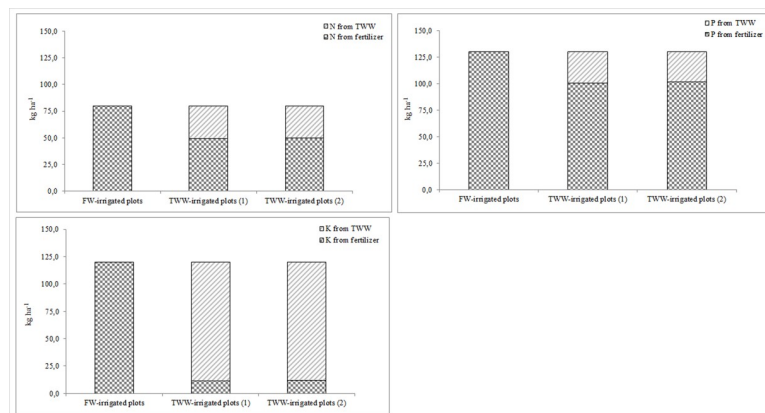 N from TWW
N from fertilizer
150,0
125,0
100,0
75,0
50,0
25,0
0,0
kg ha-1
FW-irrigated plots
TWW-irrigated plots (1)
TWW-irrigated plots (2)
P from TWW
P from fertilizer
150,0
125,0
100,0
75,0
50,0
25,0
0,0
kg ha-1
FW-irrigated plots
TWW-irrigated plots (1)
TWW-irrigated plots (2)
K from TWW
K from fertilizer
150,0
125,0
100,0
75,0
50,0
25,0
0,0
kg ha-1
FW-irrigated plots
TWW-irrigated plots (1)
TWW-irrigated plots (2)